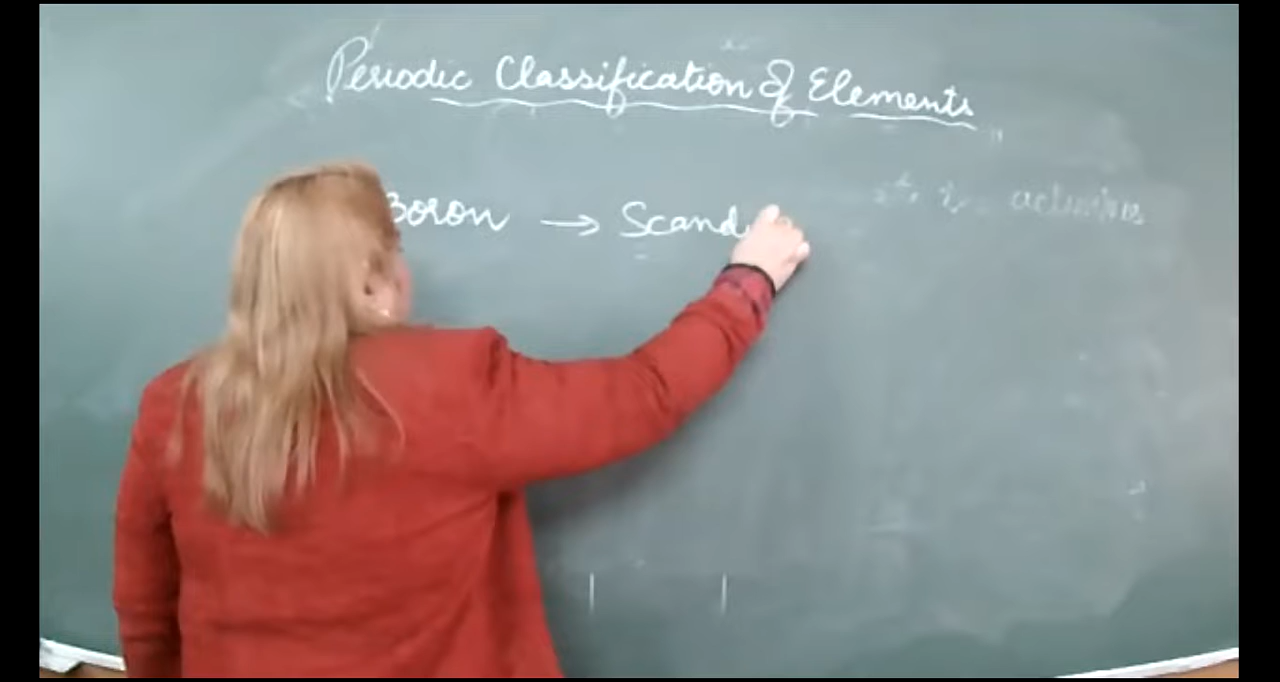 Periodic Classification of Elements
Boron → Scand